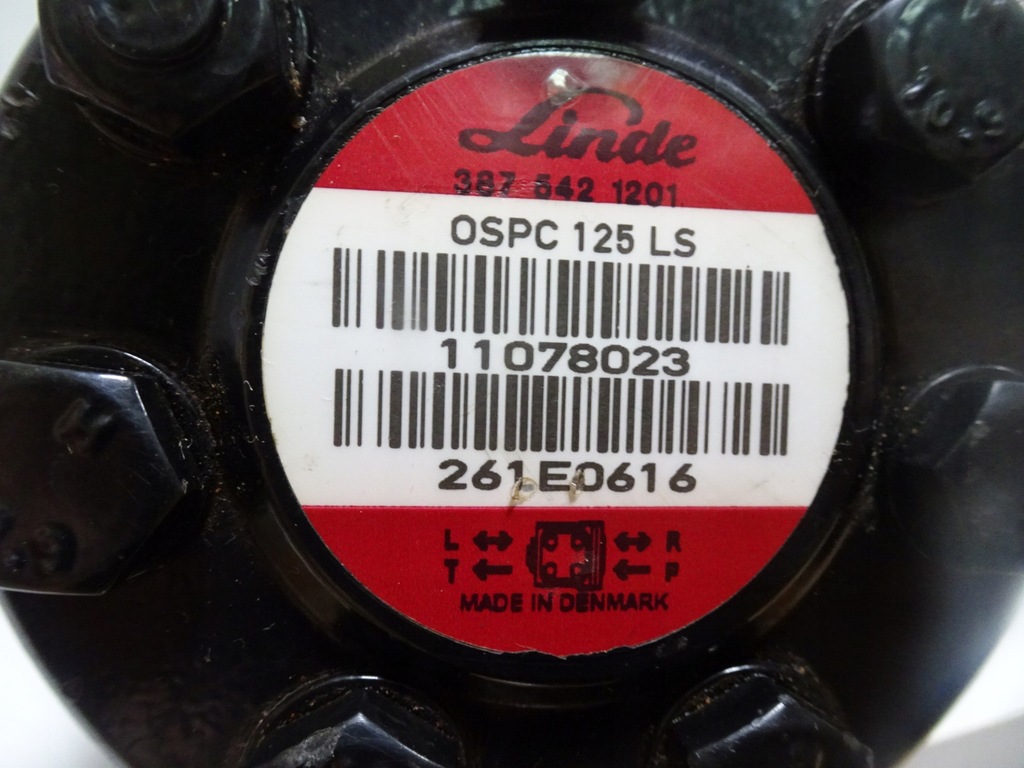 Linde
387 542 1201
OSPC 125 LS
11078023
261E0616
L R
T P
MADE IN DENMARK